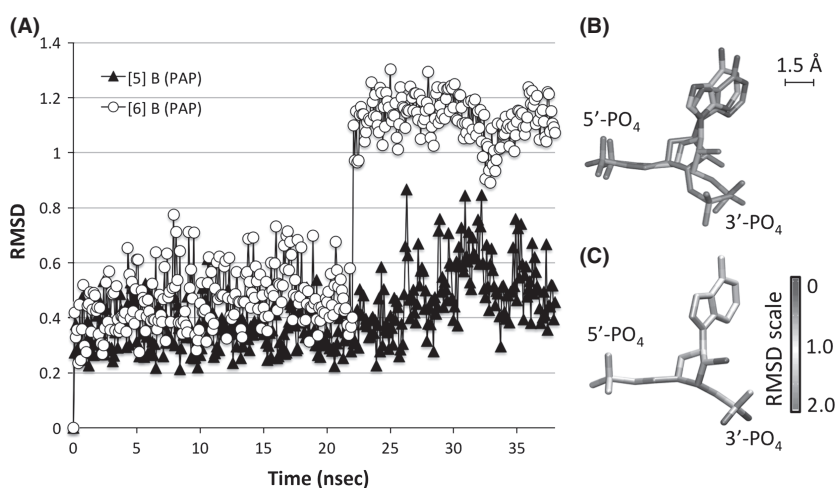 (A)
1.4
1.2
1
0.8
0.6
0.4
0.2
0
RMSD
[5] B (PAP)
[6] B (PAP)
0 5 10 15 20 25 30 35
Time (nsec)
(B)
1.5 Å
5’-PO4
3’-PO4
(C)
5’-PO4
3’-PO4
RMSD scale
0
1.0
2.0